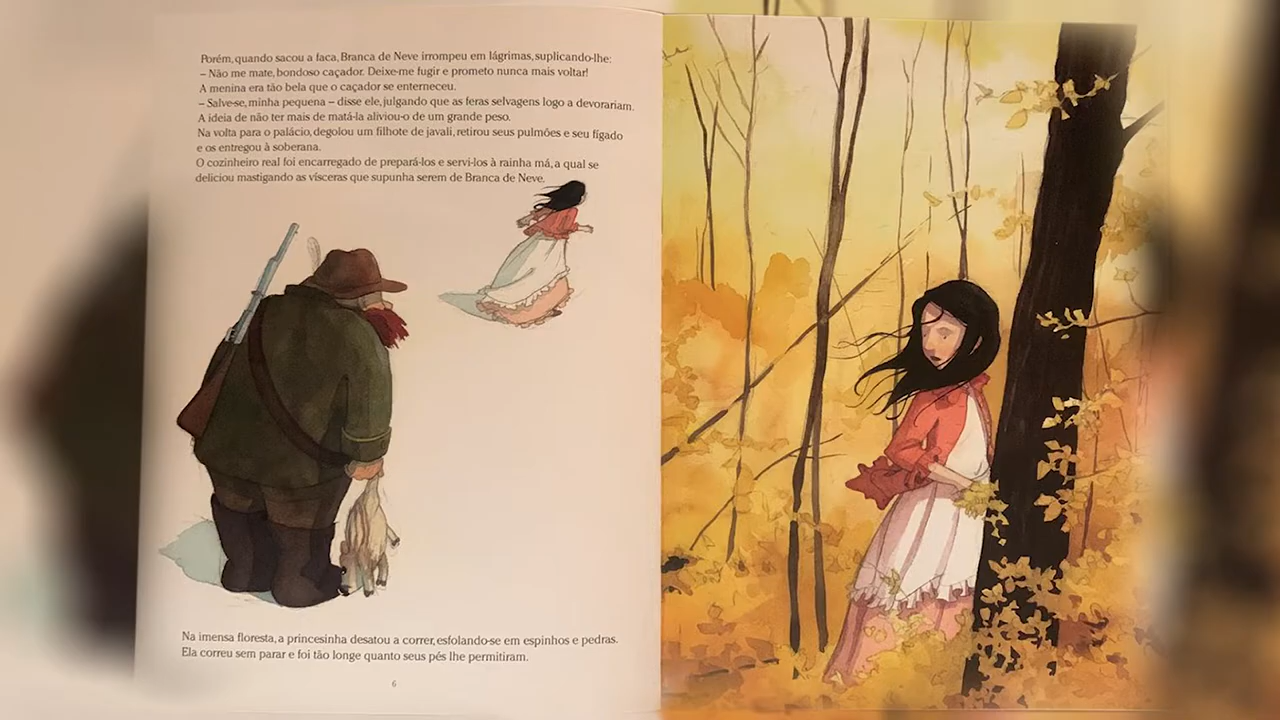 Porém, quando sacou a faca, Branca de Neve irrompeu em lágrimas, suplicando-lhe:
– Não me mate, bondoso caçador. Deixe-me fugir e prometo nunca mais voltar!
A menina era tão bela que o caçador se enterneceu.
– Salve-se, minha pequena – disse ele, julgando que as feras selvagens logo a devorariam.
A ideia de não ter mais de matá-la aliviou-o de um grande peso.
Na volta para o palácio, degolou um filhote de javali, retirou seus pulmões e seu fígado
e os entregou à soberana.
O cozinheiro real foi encarregado de prepará-los e servi-los à rainha má, a qual se
deliciou mastigando as vísceras que supunha serem de Branca de Neve.
Na imensa floresta, a princesinha desatou a correr, esfolando-se em espinhos e pedras.
Ela correu sem parar e foi tão longe quanto seus pés lhe permitiram.
6